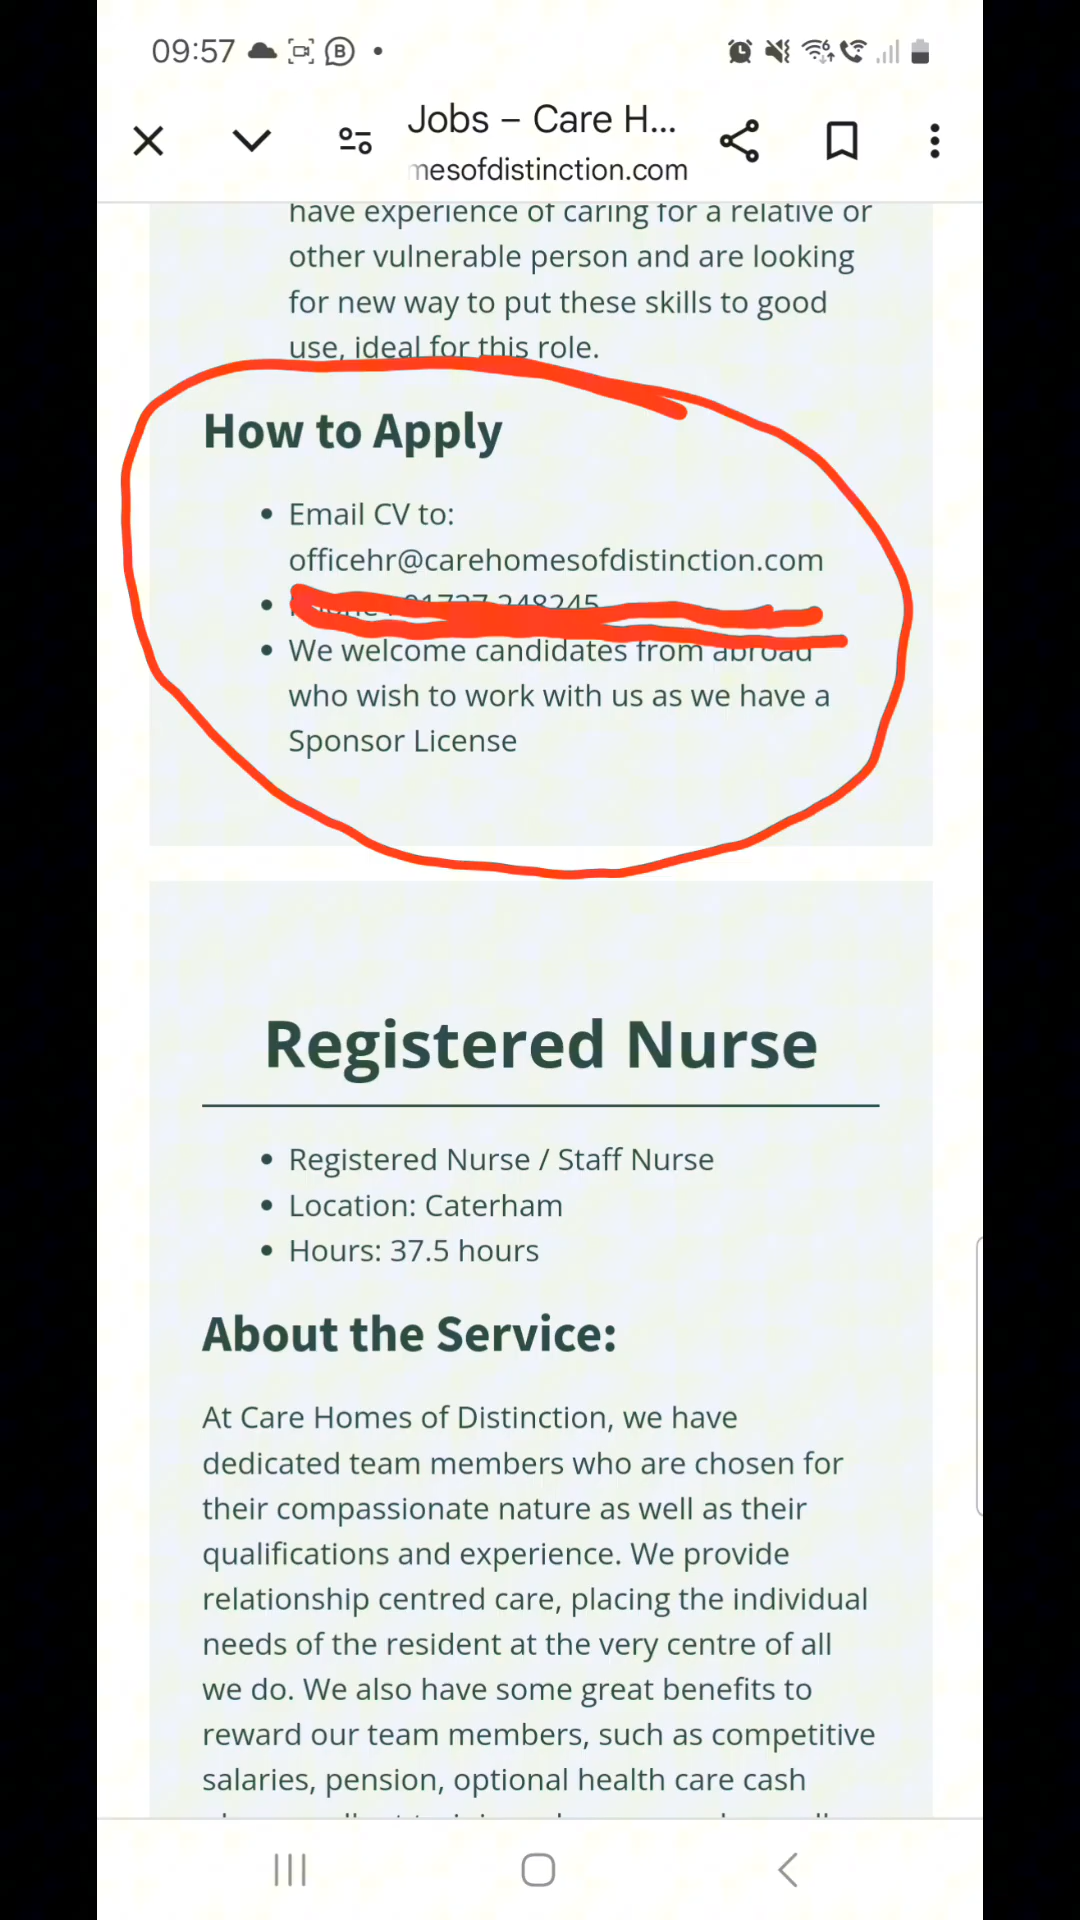 09:57
Jobs – Care H...
mesofdistinction.com
have experience of caring for a relative or
other vulnerable person and are looking
for new way to put these skills to good
use, ideal for this role.
How to Apply
Email CV to:
officehr@carehomesofdistinction.com
We welcome candidates from abroad
who wish to work with us as we have a
Sponsor License
Registered Nurse
Registered Nurse / Staff Nurse
Location: Caterham
Hours: 37.5 hours
About the Service:
At Care Homes of Distinction, we have
dedicated team members who are chosen for
their compassionate nature as well as their
qualifications and experience. We provide
relationship centred care, placing the individual
needs of the resident at the very centre of all
we do. We also have some great benefits to
reward our team members, such as competitive
salaries, pension, optional health care cash